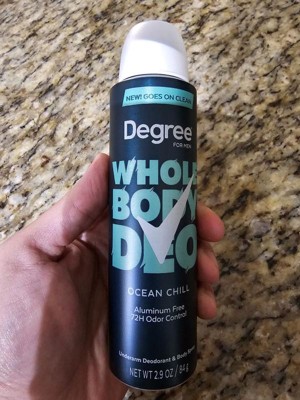 NEW! GOES ON CLEAN
Degree
FOR MEN
WHOLE
BODY
DEO
OCEAN CHILL
Aluminum Free
72H Odor Control
Underarm Deodorant & Body Spray
NET WT 2.9 OZ / 84 g